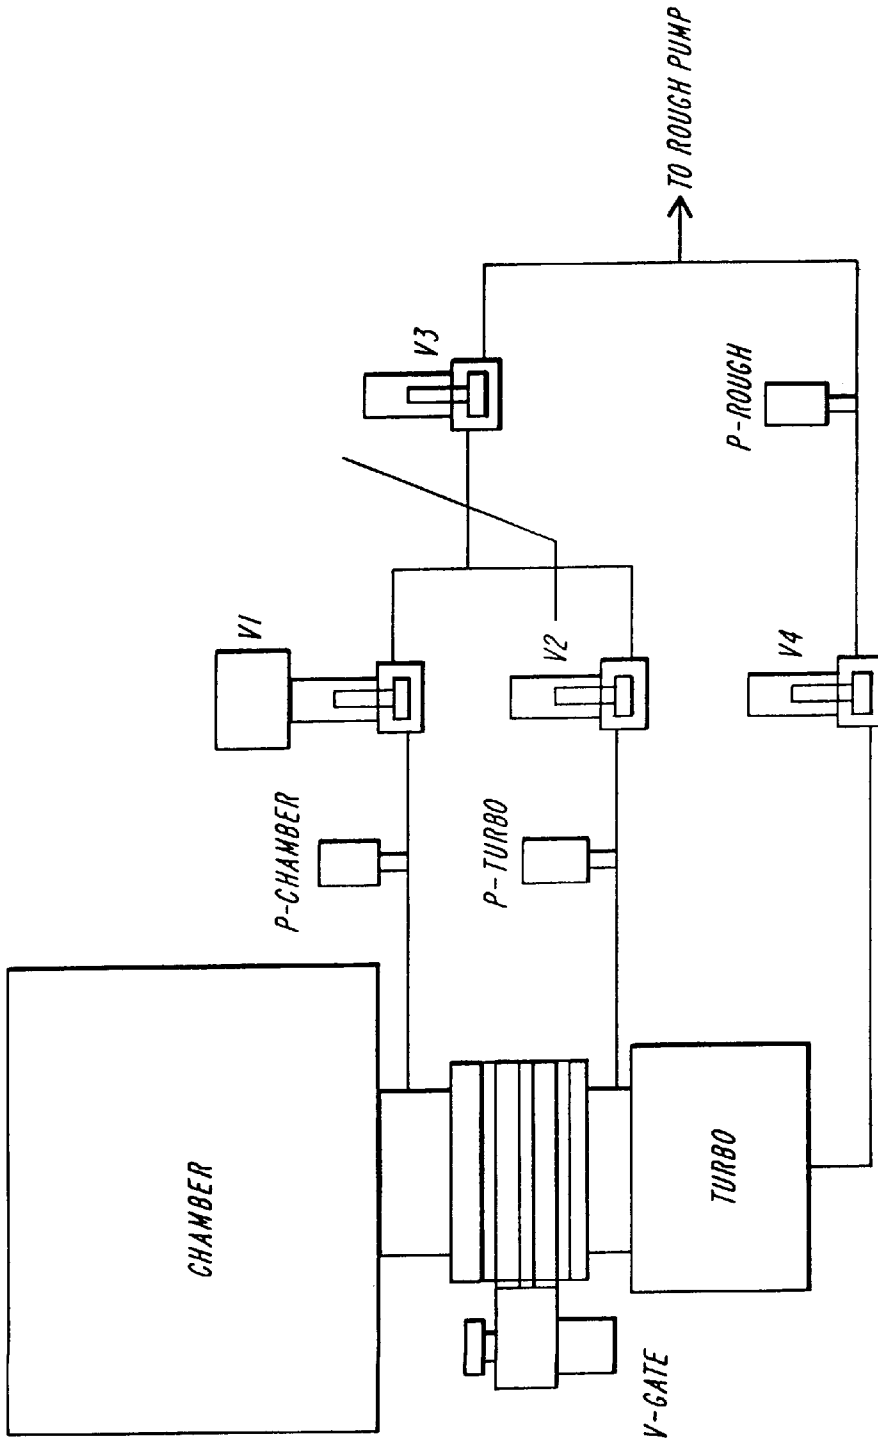 TO ROUGH PUMP
V3
P-ROUGH
V1
V2
V4
P-CHAMBER
P-TURBO
CHAMBER
TURBO
V-GATE